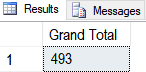 Results Messages
Grand Total
1 493